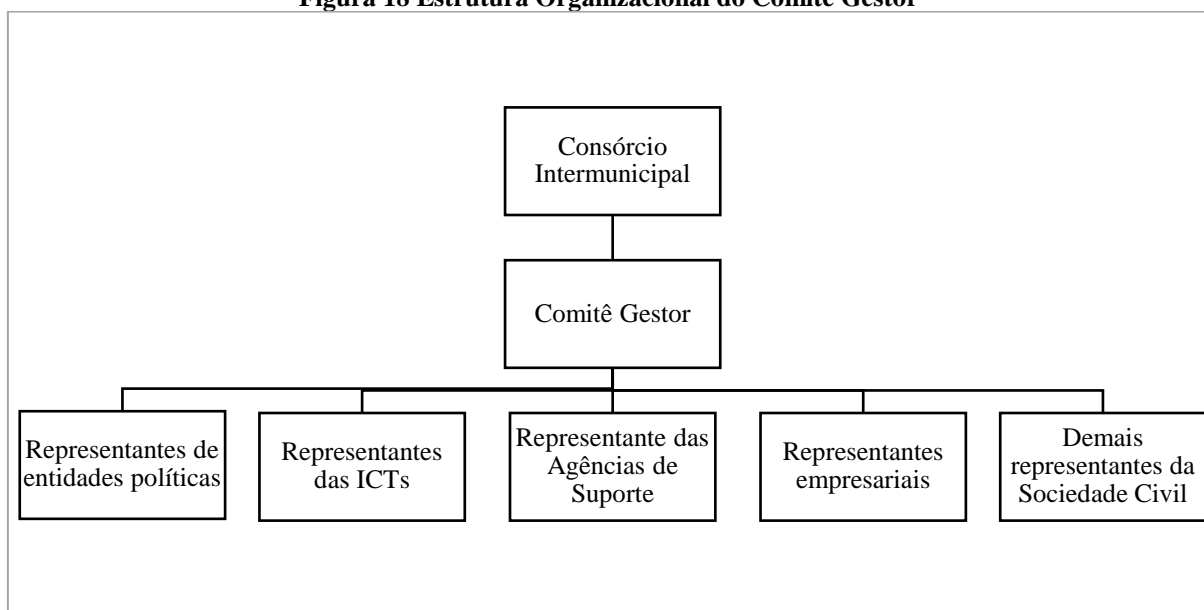 Figura 18 Estrutura Organizacional do Comitê Gestor
Consórcio
Intermunicipal
Comitê Gestor
Representantes de
entidades políticas
Representantes
das ICTs
Representante das
Agências de
Suporte
Representantes
empresariais
Demais
representantes da
Sociedade Civil